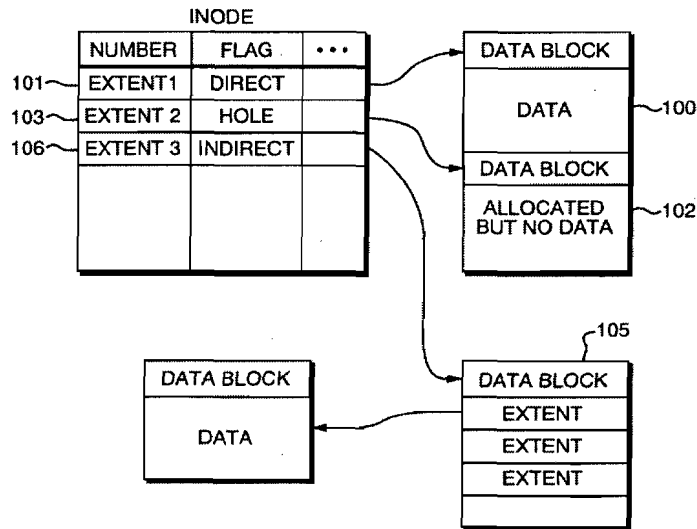 INODE
NUMBER FLAG •••
101 EXTENT1 DIRECT
103 EXTENT 2 HOLE
106 EXTENT 3 INDIRECT
DATA BLOCK
DATA
100
DATA BLOCK
ALLOCATED
BUT NO DATA
102
105
DATA BLOCK
EXTENT
EXTENT
EXTENT
DATA BLOCK
DATA